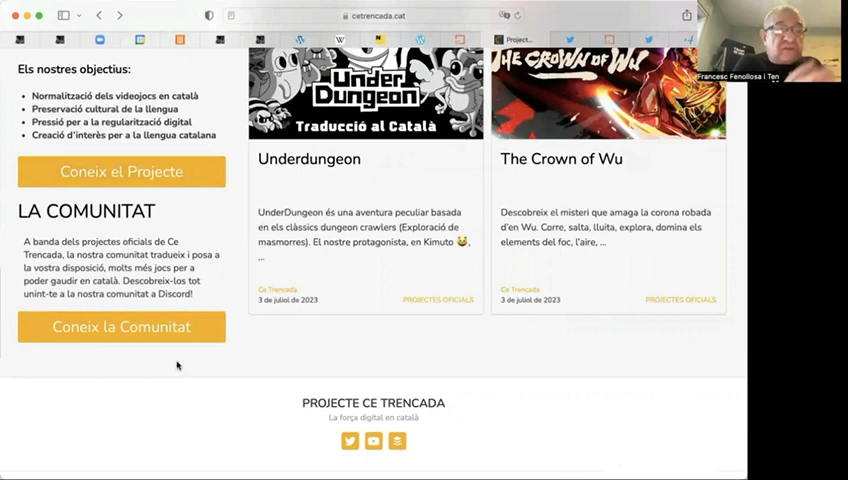 cetrencada.cat
Project...
Francesc Fenollosa i Ten
Els nostres objectius:
Normalització dels videojocs en català
Preservació cultural de la llengua
Pressió per a la regularització digital
Creació d'interès per a la llengua catalana
Coneix el Projecte
LA COMUNITAT
A banda dels projectes oficials de Ce
Trencada, la nostra comunitat tradueix i posa a
la vostra disposició, molts més jocs per a
poder gaudir en català. Descobreix-los tot
unint-te a la nostra comunitat a Discord!
Coneix la Comunitat
UNDER
DUNGEON
Traducció al Català
Underdungeon
UnderDungeon és una aventura peculiar basada
en els clàssics dungeon crawlers (Exploració de
masmorres). El nostre protagonista, en Kimuto 😺,
...
Ce Trencada
3 de juliol de 2023
PROJECTES OFICIALS
THE CROWN OF WU
The Crown of Wu
Descobreix el misteri que amaga la corona robada
d'en Wu. Corre, salta, lluita, explora, domina els
elements del foc, l'aire, ...
Ce Trencada
3 de juliol de 2023
PROJECTES OFICIALS
PROJECTE CE TRENCADA
La força digital en català